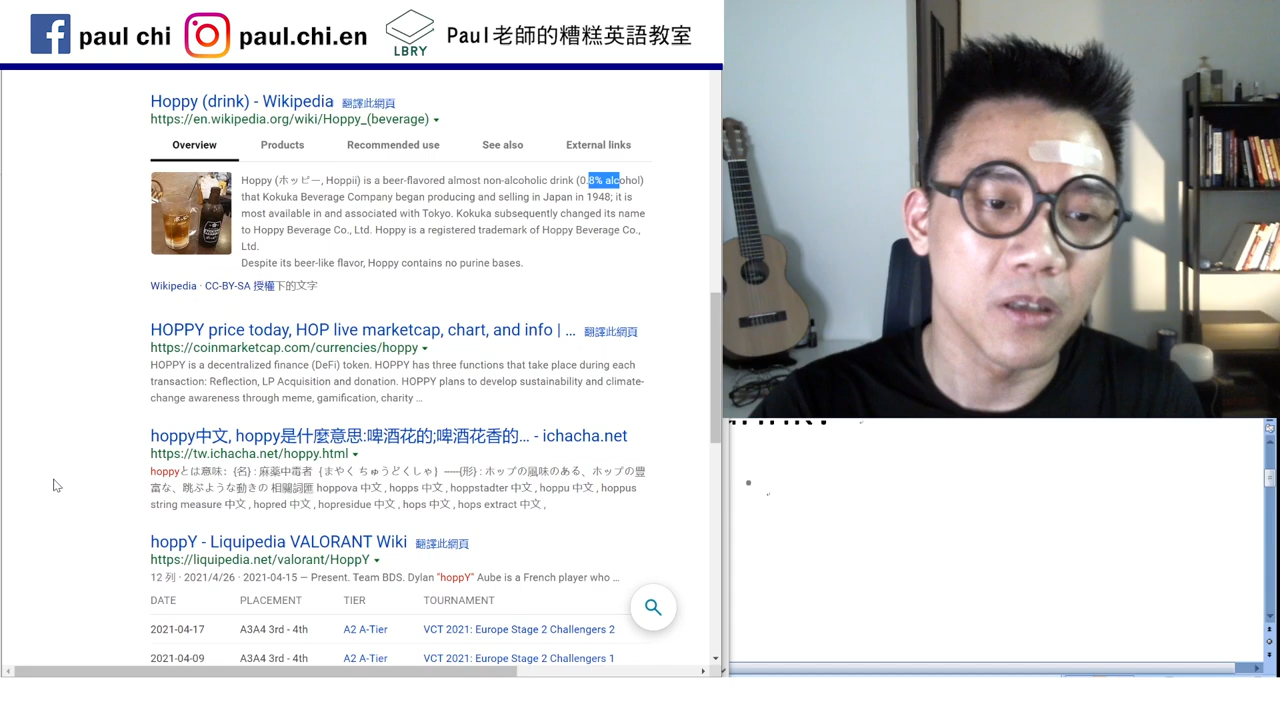 paul chi
paul.chi.en
LBRY
Paul老師的糟糕英語教室
Hoppy (drink) - Wikipedia 翻譯此網頁
https://en.wikipedia.org/wiki/Hoppy_(beverage)
Overview Products Recommended use See also External links
Hoppy (ホッピー, Hoppii) is a beer-flavored almost non-alcoholic drink (0.8% alcohol)
that Kokuka Beverage Company began producing and selling in Japan in 1948; it is
most available in and associated with Tokyo. Kokuka subsequently changed its name
to Hoppy Beverage Co., Ltd. Hoppy is a registered trademark of Hoppy Beverage Co.,
Ltd.
Despite its beer-like flavor, Hoppy contains no purine bases.
Wikipedia · CC-BY-SA 授權下的文字
HOPPY price today, HOP live marketcap, chart, and info | ... 翻譯此網頁
https://coinmarketcap.com/currencies/hoppy
HOPPY is a decentralized finance (DeFi) token. HOPPY has three functions that take place during each
transaction: Reflection, LP Acquisition and donation. HOPPY plans to develop sustainability and climate-
change awareness through meme, gamification, charity ...
hoppy中文, hoppy是什麼意思:啤酒花的;啤酒花香的... - ichacha.net
https://tw.ichacha.net/hoppy.html
hoppyとは意味：{名} : 麻薬中毒者｛まやく ちゅうどくしゃ｝──{形} : ホップの風味のある、ホップの豊
富な、跳ぶような動きの 相關詞匯 hoppova 中文 , hopps 中文 , hoppstadter 中文 , hoppu 中文 , hoppus
string measure 中文 , hopred 中文 , hopresidue 中文 , hops 中文 , hops extract 中文 ,
hoppY - Liquipedia VALORANT Wiki 翻譯此網頁
https://liquipedia.net/valorant/HoppY
12 列 · 2021/4/26 · 2021-04-15 — Present. Team BDS. Dylan "hoppY" Aube is a French player who ...
DATE PLACEMENT TIER TOURNAMENT
2021-04-17 A3A4 3rd - 4th A2 A-Tier VCT 2021: Europe Stage 2 Challengers 2
2021-04-09 A3A4 3rd - 4th A2 A-Tier VCT 2021: Europe Stage 2 Challengers 1